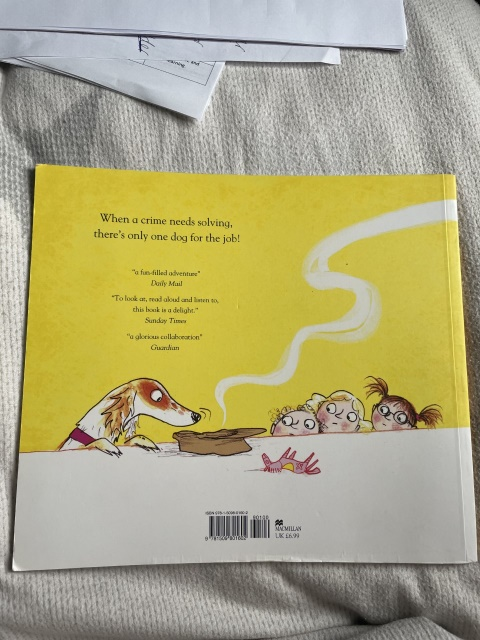 When a crime needs solving,
there's only one dog for the job!
"a fun-filled adventure"
Daily Mail
"To look at, read aloud and listen to,
this book is a delight."
Sunday Times
"a glorious collaboration"
Guardian
MACMILLAN
UK £6.99